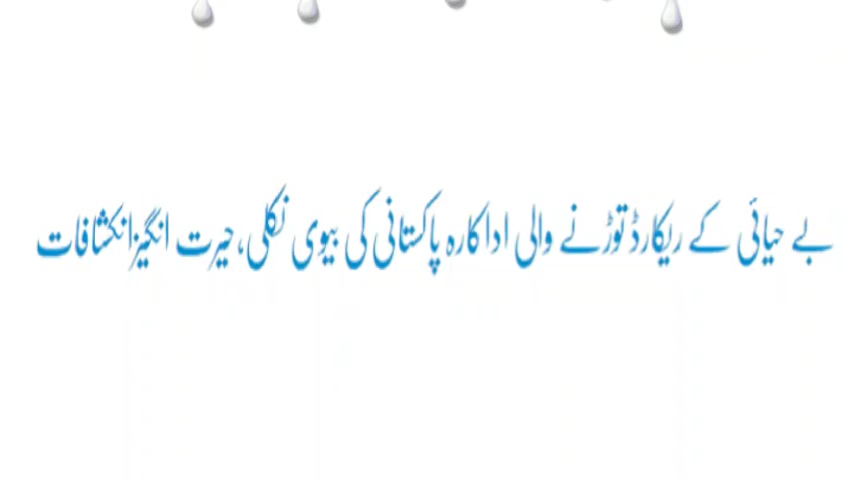 بے حیائی کے ریکارڈ توڑنے والی اداکارہ پاکستانی کی بیوی نکلی، حیرت انگیز انکشافات